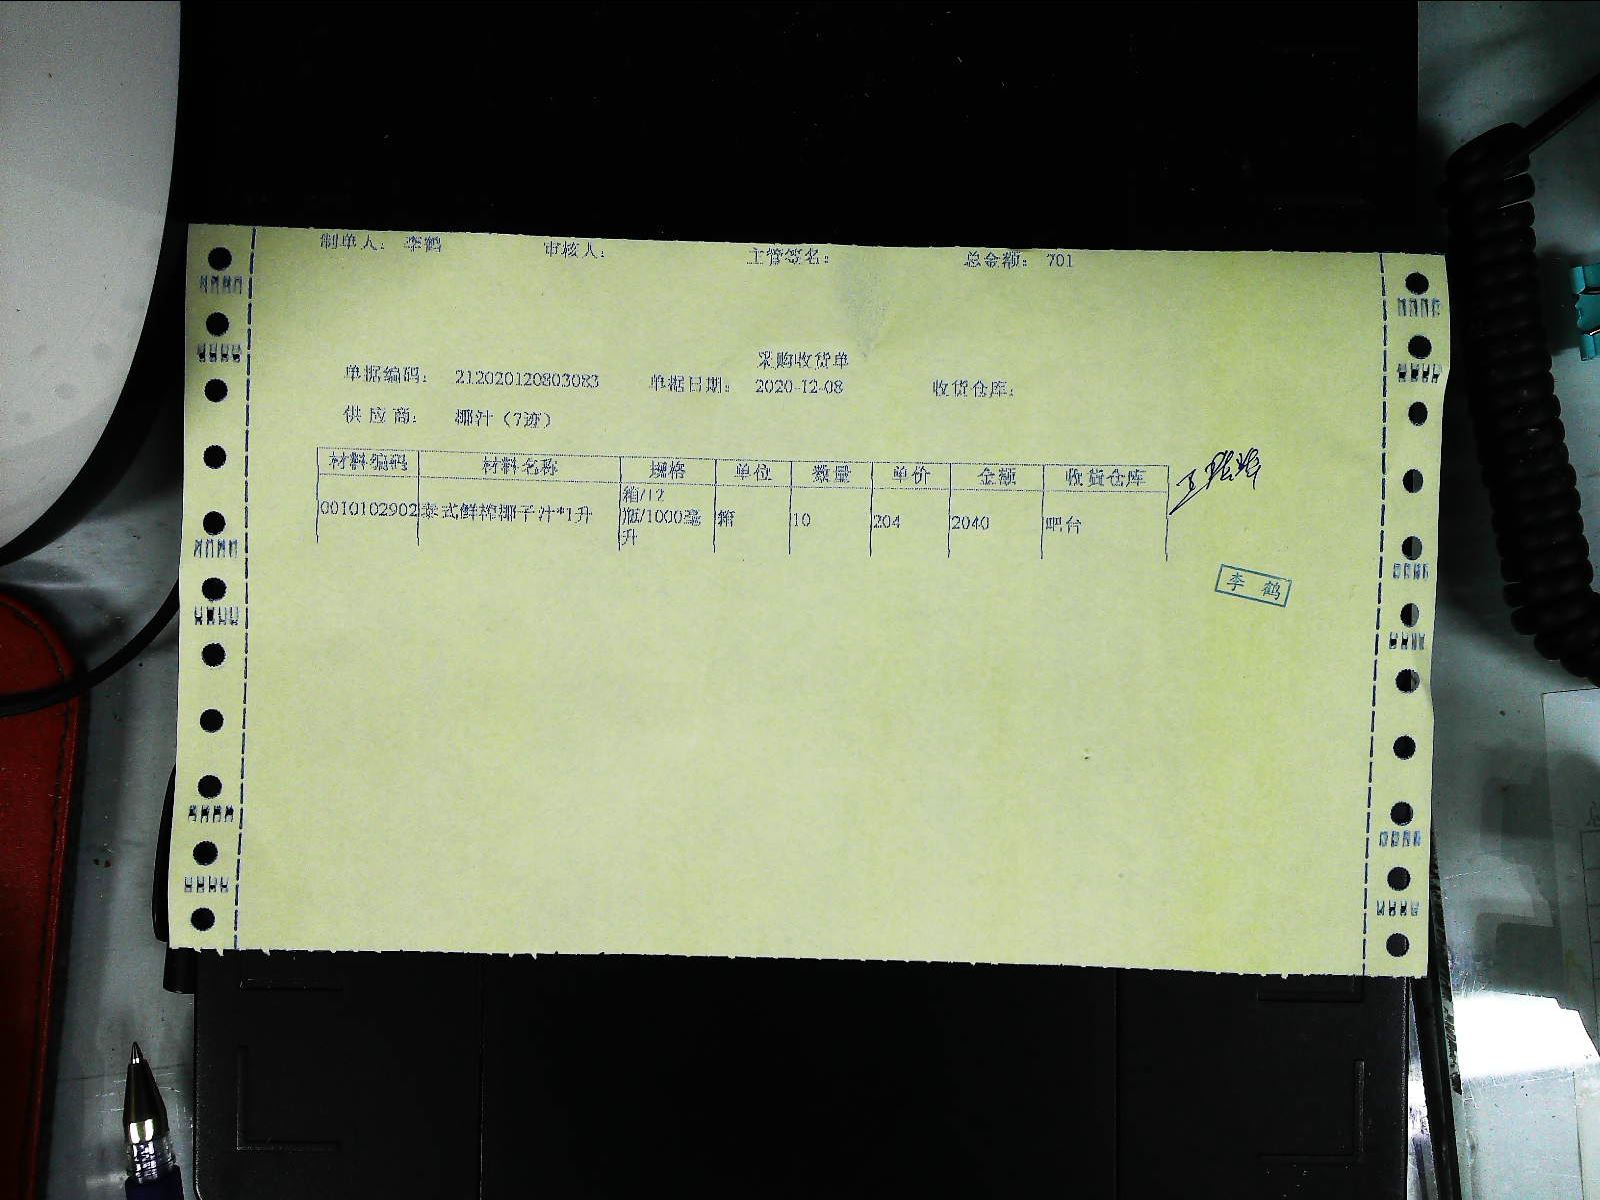 制单人： 李鹤 审核人： 主管签名： 总金额： 701
采购收货单
单据编码： 212020120803083 单据日期： 2020-12-08 收货仓库：
供 应 商： 椰汁（7迹）
材料编码 材料名称 规格 单位 数量 单价 金额 收货仓库
0010102902 泰式鲜榨椰子汁*1升 箱/12瓶/1000毫升 箱 10 204 2040 吧台
李 鹤